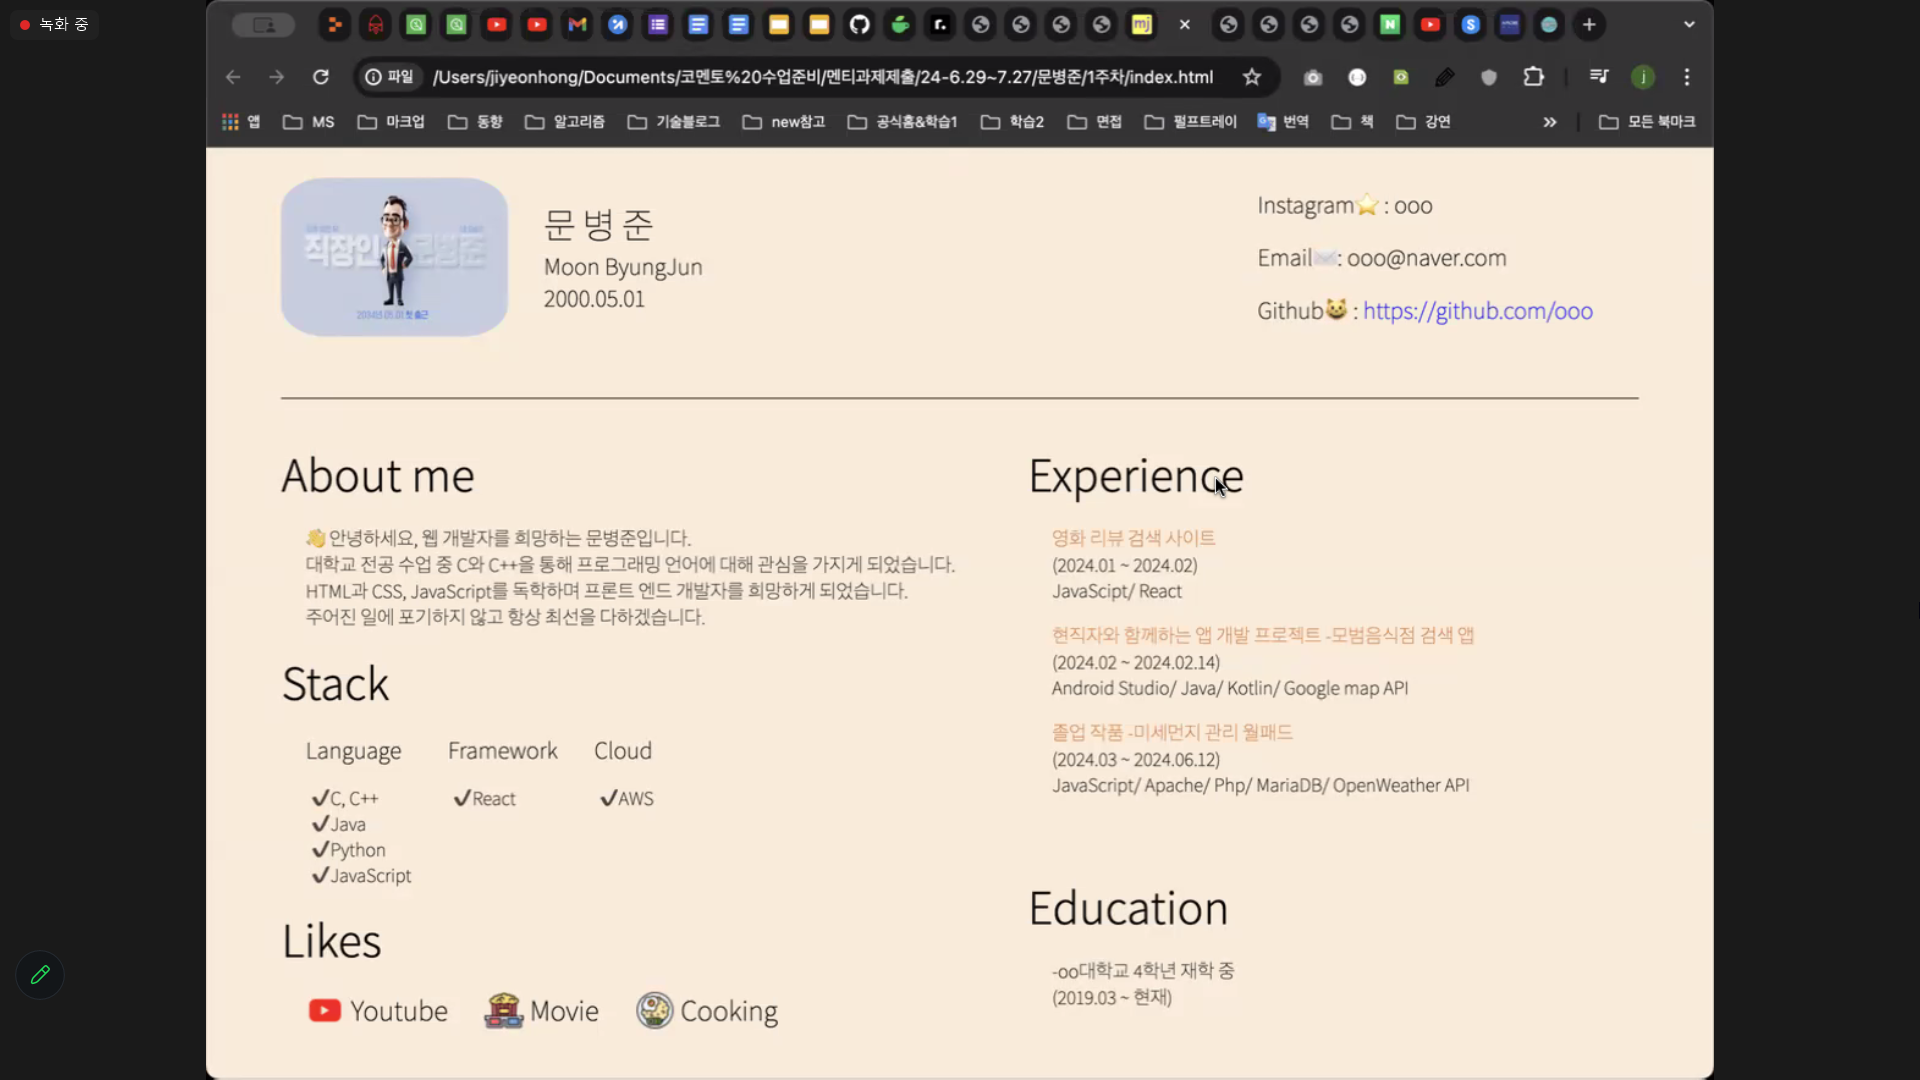 녹화 중
파일 /Users/jiyeonhong/Documents/코멘토%20수업준비/멘티과제제출/24-6.29~7.27/문병준/1주차/index.html
앱 MS 마크업 동향 알고리즘 기술블로그 new참고 공식홈&학습1 학습2 면접 펄프트레이 번역 책 강연 » 모든 북마크
직장인 문병준
첫 출근
문 병 준
Moon ByungJun
2000.05.01
Instagram⭐ : ooo
Email✉️: ooo@naver.com
Github😺 : https://github.com/ooo
About me
👋 안녕하세요, 웹 개발자를 희망하는 문병준입니다.
대학교 전공 수업 중 C와 C++을 통해 프로그래밍 언어에 대해 관심을 가지게 되었습니다.
HTML과 CSS, JavaScript를 독학하며 프론트 엔드 개발자를 희망하게 되었습니다.
주어진 일에 포기하지 않고 항상 최선을 다하겠습니다.
Stack
Language Framework Cloud
✔C, C++ ✔React ✔AWS
✔Java
✔Python
✔JavaScript
Likes
Youtube Movie Cooking
Experience
영화 리뷰 검색 사이트
(2024.01 ~ 2024.02)
JavaScipt/ React
현직자와 함께하는 앱 개발 프로젝트 -모범음식점 검색 앱
(2024.02 ~ 2024.02.14)
Android Studio/ Java/ Kotlin/ Google map API
졸업 작품 -미세먼지 관리 월패드
(2024.03 ~ 2024.06.12)
JavaScript/ Apache/ Php/ MariaDB/ OpenWeather API
Education
-oo대학교 4학년 재학 중
(2019.03 ~ 현재)